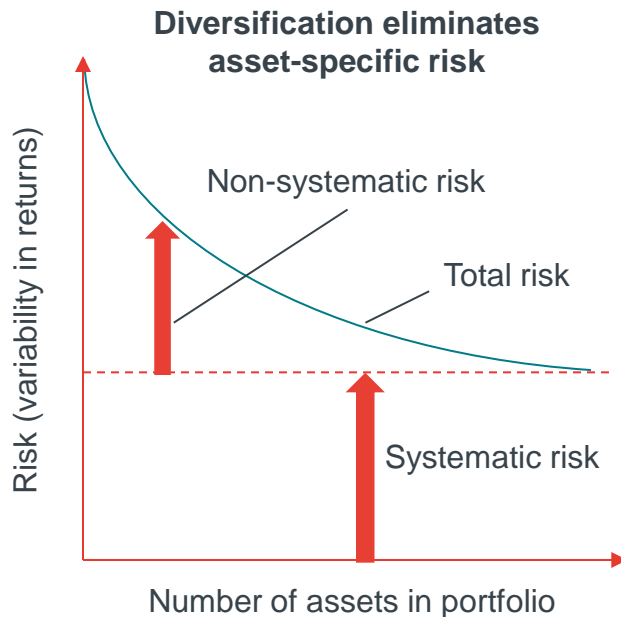 Diversification eliminates
asset-specific risk
Risk (variability in returns)
Non-systematic risk
Total risk
Systematic risk
Number of assets in portfolio